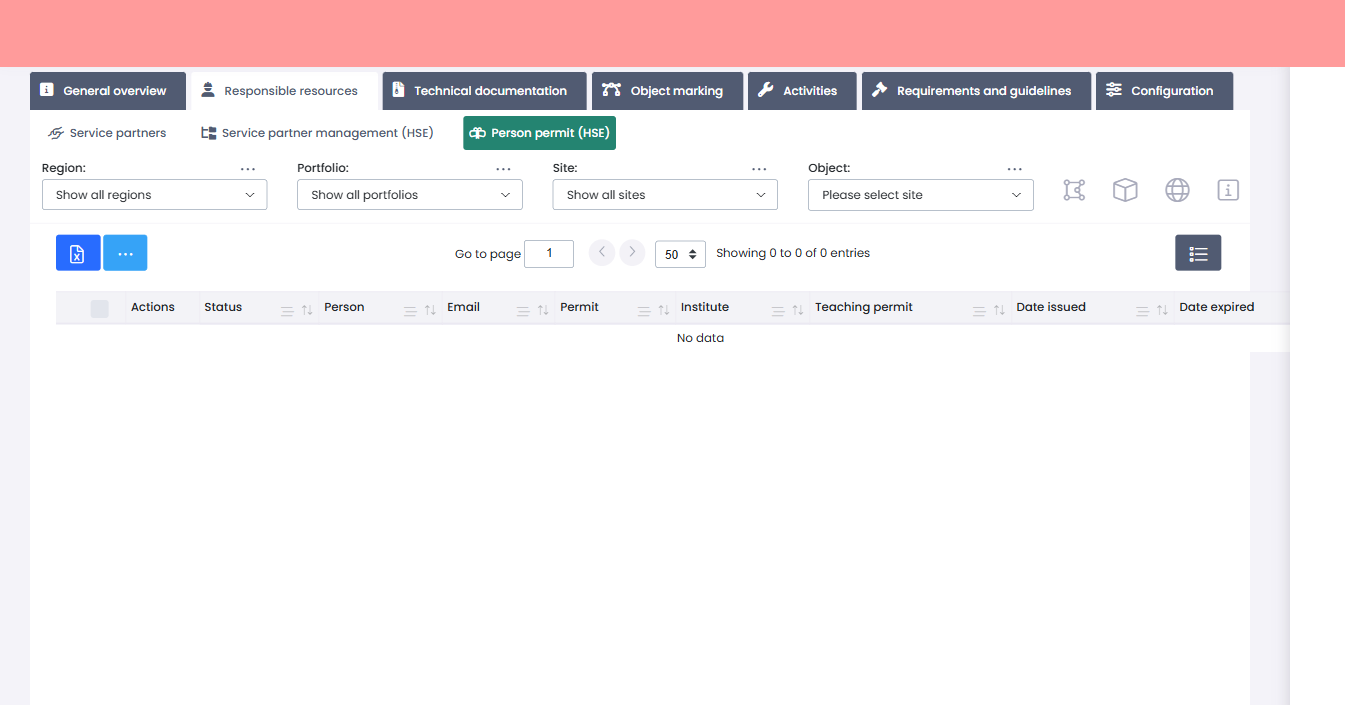 General overview
Responsible resources
Technical documentation
Object marking
Activities
Requirements and guidelines
Configuration
Service partners
Service partner management (HSE)
Person permit (HSE)
Region:
Portfolio:
Site:
Object:
Show all regions
Show all portfolios
Show all sites
Please select site
Go to page 1
50
Showing 0 to 0 of 0 entries
Actions Status Person Email Permit Institute Teaching permit Date issued Date expired
No data